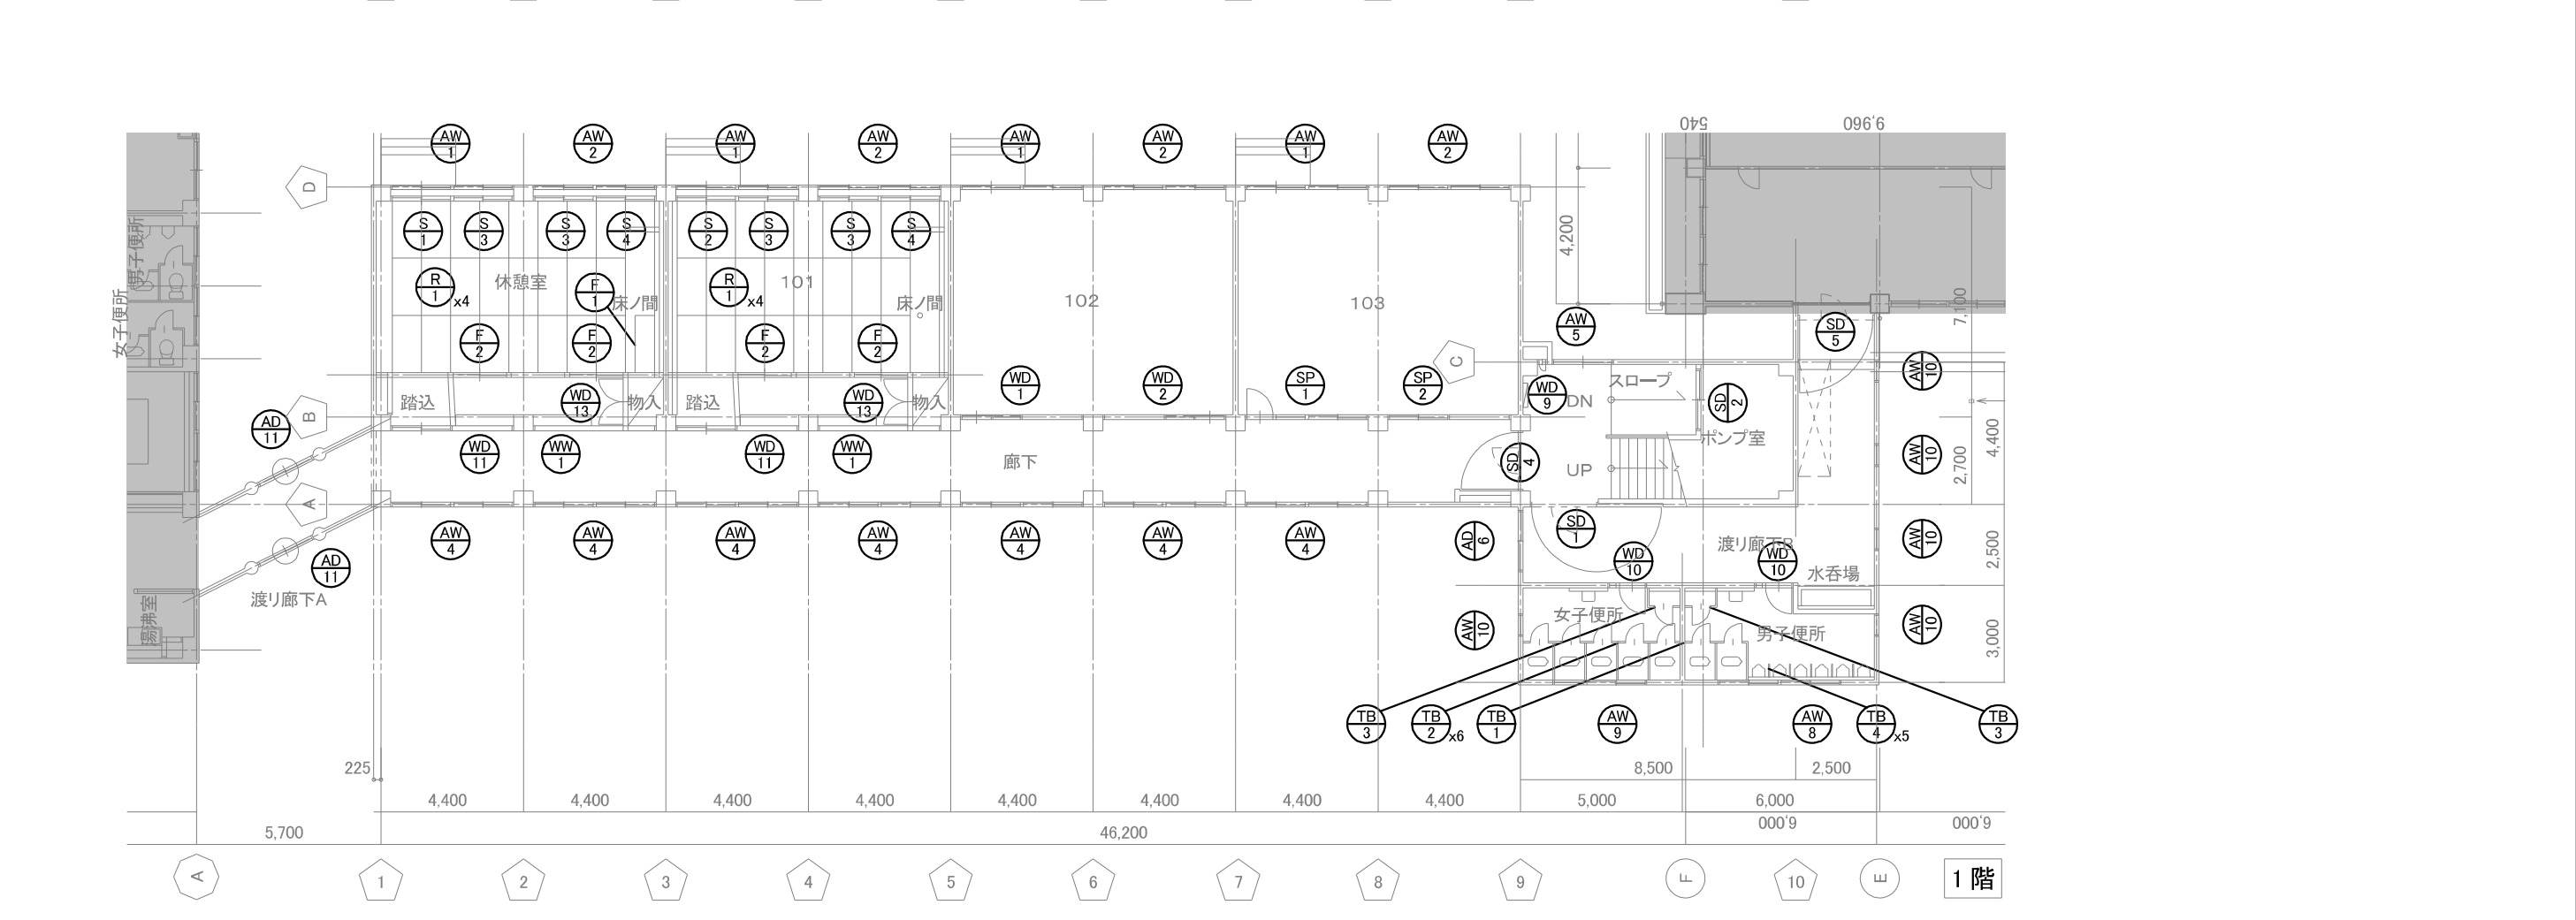 540
9,960
AW 1
AW 2
AW 1
AW 2
AW 1
AW 2
AW 1
AW 2
D
男子便所
女子便所
S 1
S 3
S 3
S 4
S 2
S 3
S 3
S 4
4,200
R 1 x4
休憩室
F 1
床ノ間
R 1 x4
101
床ノ間
102
103
7,100
F 2
F 2
F 2
F 2
AW 5
SD 5
C
AW 10
WD 1
WD 2
SP 1
SP 2
スロープ
WD 9
DN
SD 2
踏込
WD 13
物入
踏込
WD 13
物入
B
AD 11
ポンプ室
4,400
WD 11
WW 1
WD 11
WW 1
廊下
SD 4
UP
AW 10
2,700
A
AW 4
AW 4
AW 4
AW 4
AW 4
AW 4
AW 4
AD 6
SD 1
渡リ廊下B
AW 10
2,500
WD 10
WD 10
水呑場
AD 11
渡リ廊下A
湯沸室
女子便所
男子便所
AW 10
AW 10
3,000
TB 3
TB 2 x6
TB 1
AW 9
AW 8
TB 4 x5
TB 3
225
8,500
2,500
4,400
4,400
4,400
4,400
4,400
4,400
4,400
4,400
5,000
6,000
5,700
46,200
6,000
6,000
A
1
2
3
4
5
6
7
8
9
F
10
E
1階